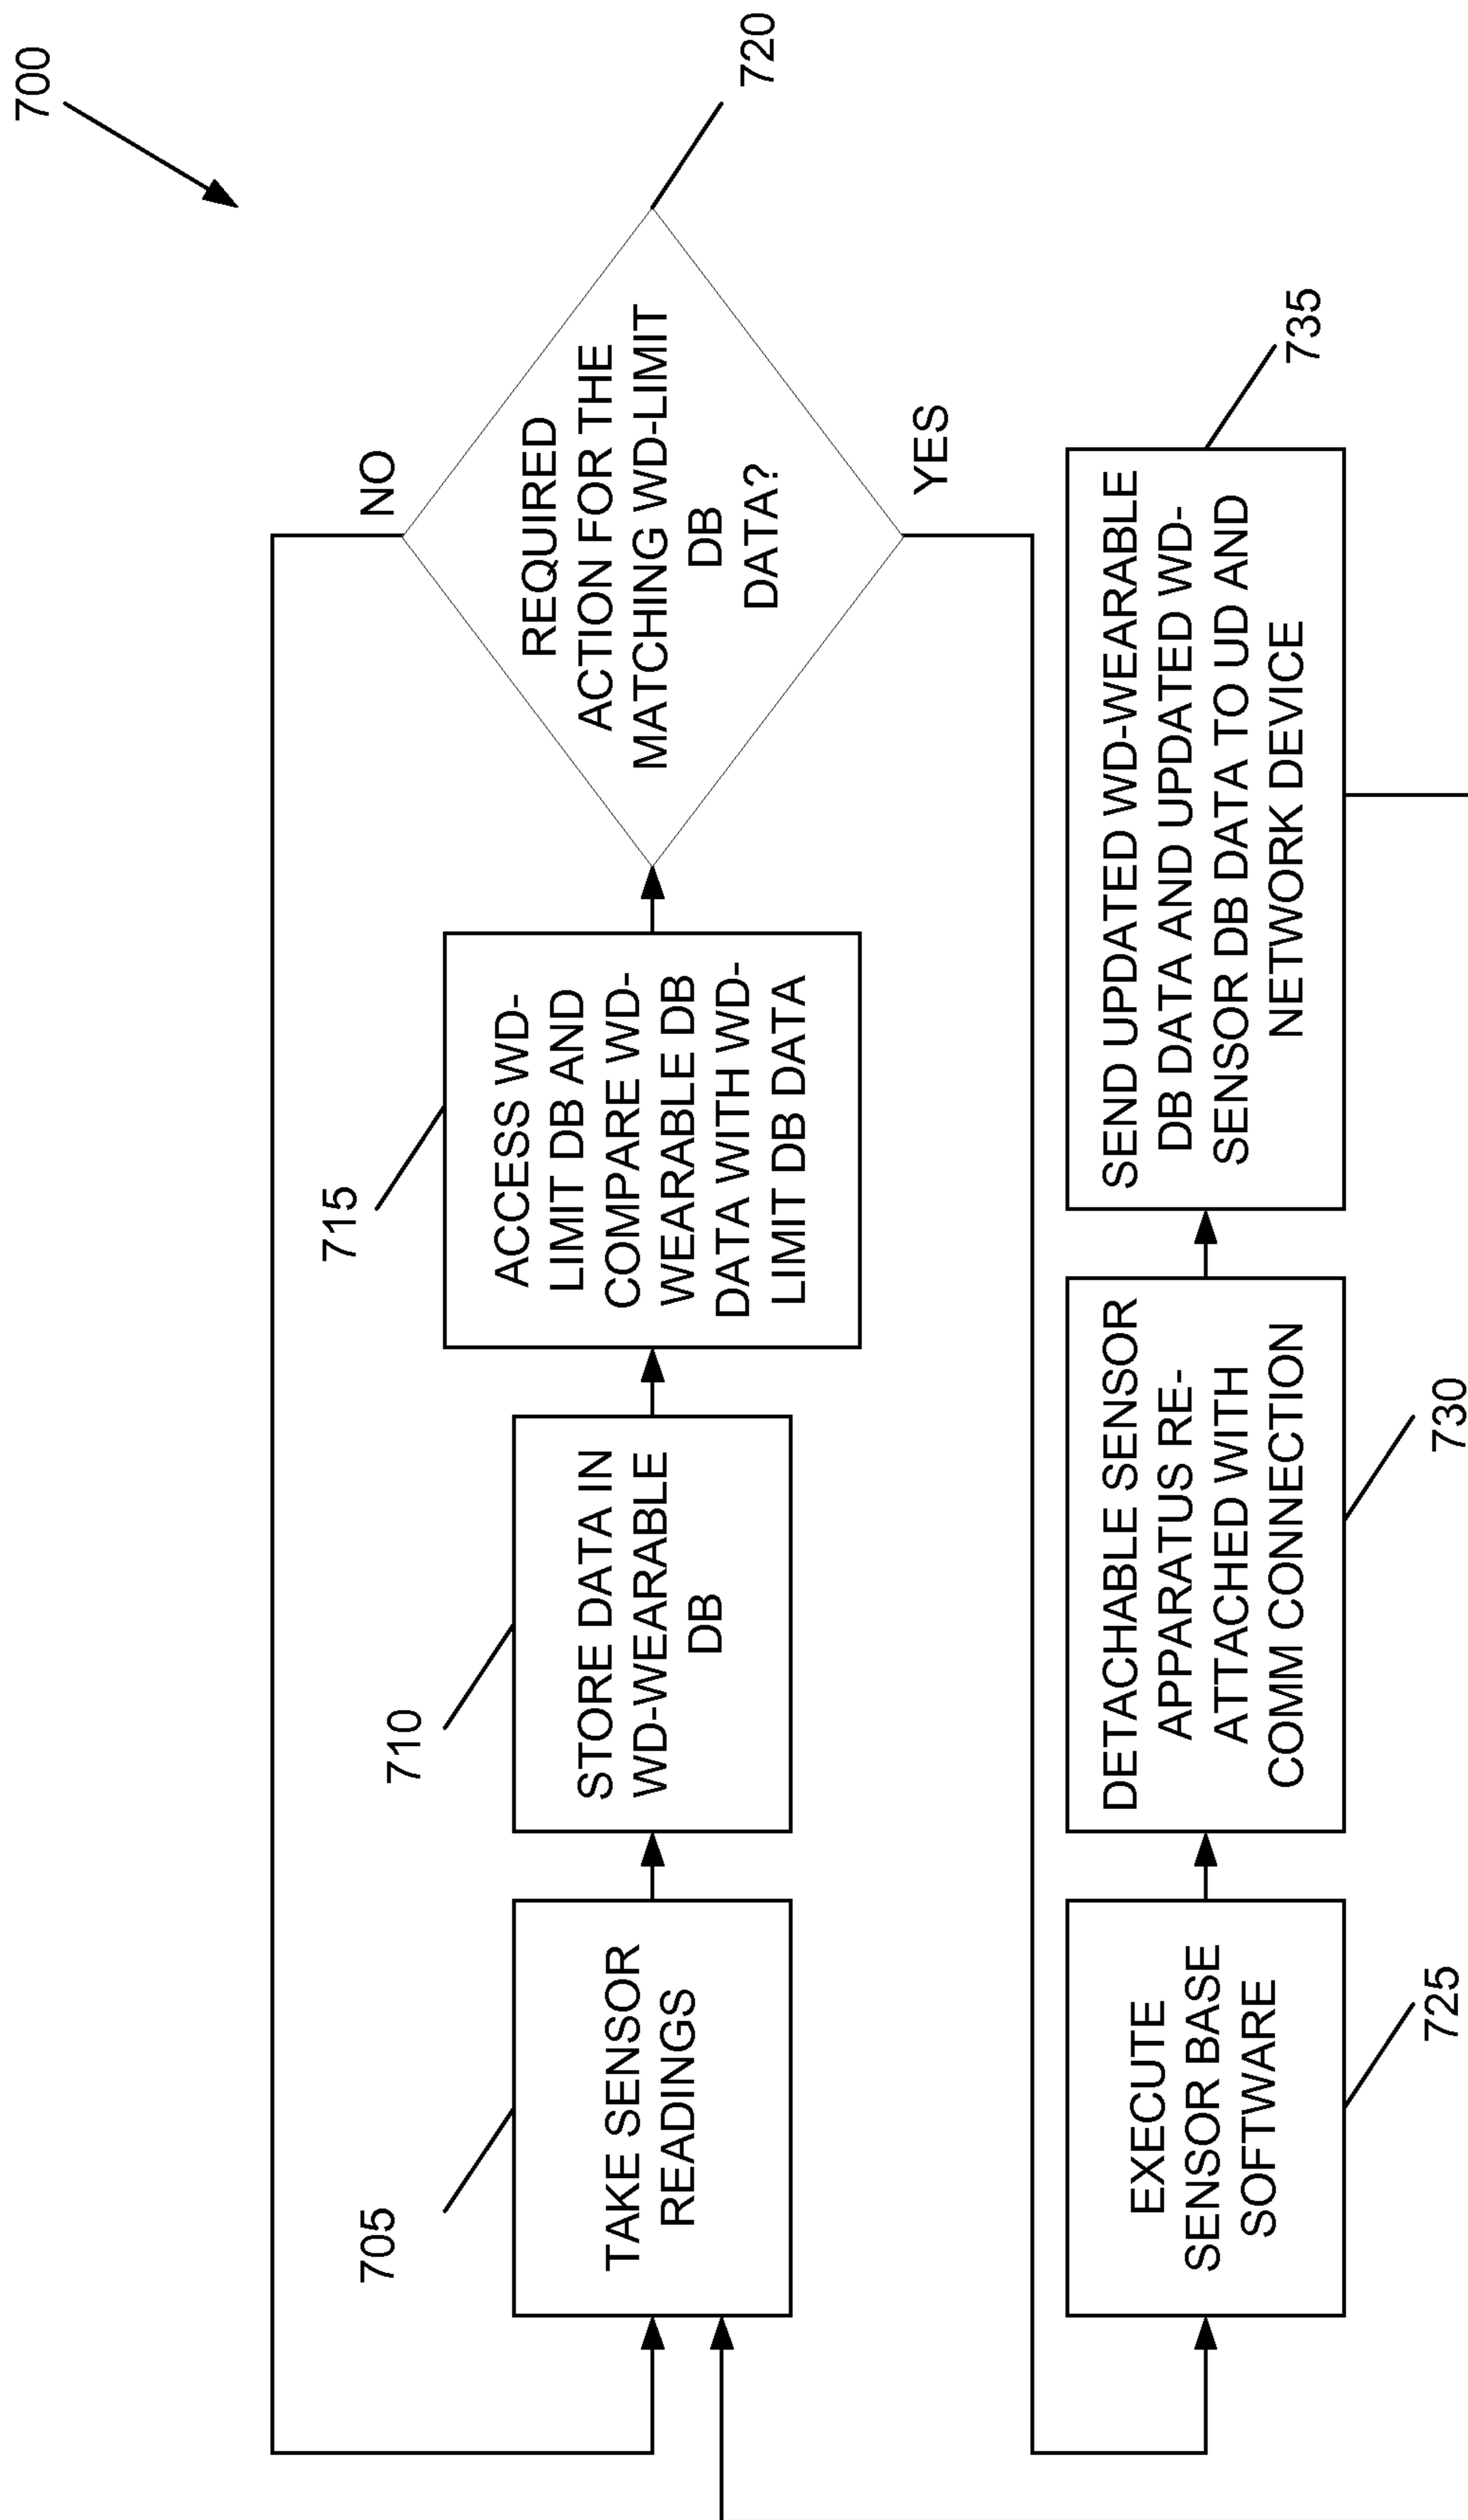 700
705
TAKE SENSOR
READINGS
710
STORE DATA IN
WD-WEARABLE
DB
715
ACCESS WD-
LIMIT DB AND
COMPARE WD-
WEARABLE DB
DATA WITH WD-
LIMIT DB DATA
720
REQUIRED
ACTION FOR THE
MATCHING WD-LIMIT
DB
DATA?
NO
YES
725
EXECUTE
SENSOR BASE
SOFTWARE
730
DETACHABLE SENSOR
APPARATUS RE-
ATTACHED WITH
COMM CONNECTION
735
SEND UPDATED WD-WEARABLE
DB DATA AND UPDATED WD-
SENSOR DB DATA TO UD AND
NETWORK DEVICE